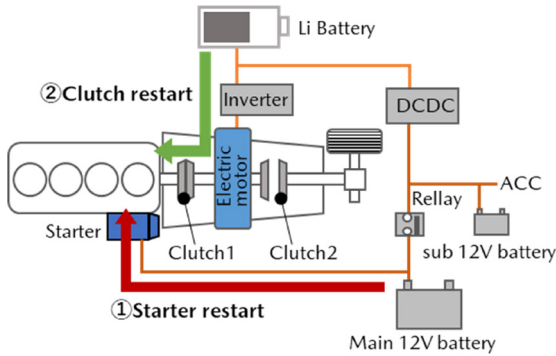 Li Battery
②Clutch restart
Inverter
DCDC
Electric
motor
ACC
Rellay
Starter
Clutch1
Clutch2
sub 12V battery
①Starter restart
Main 12V battery